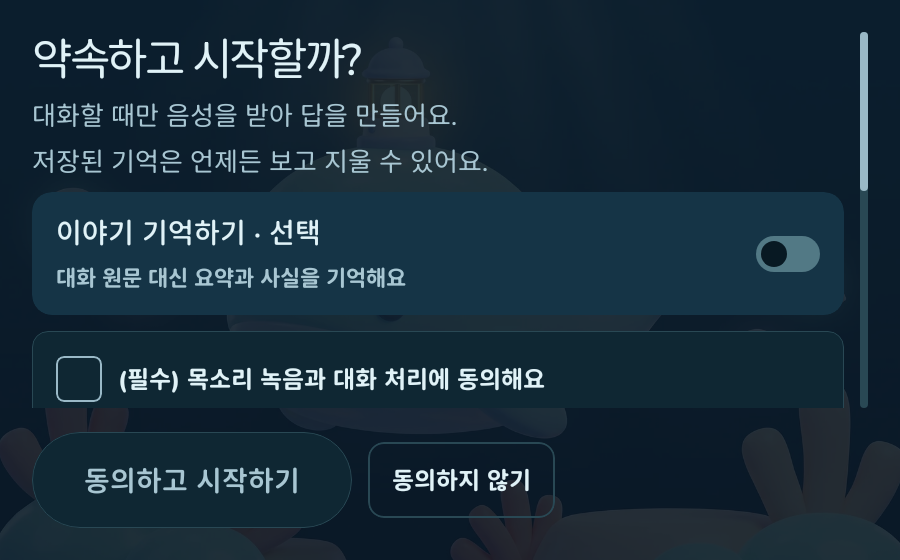 약속하고 시작할까?
대화할 때만 음성을 받아 답을 만들어요.
저장된 기억은 언제든 보고 지울 수 있어요.
이야기 기억하기 · 선택
대화 원문 대신 요약과 사실을 기억해요
(필수) 목소리 녹음과 대화 처리에 동의해요
동의하고 시작하기
동의하지 않기